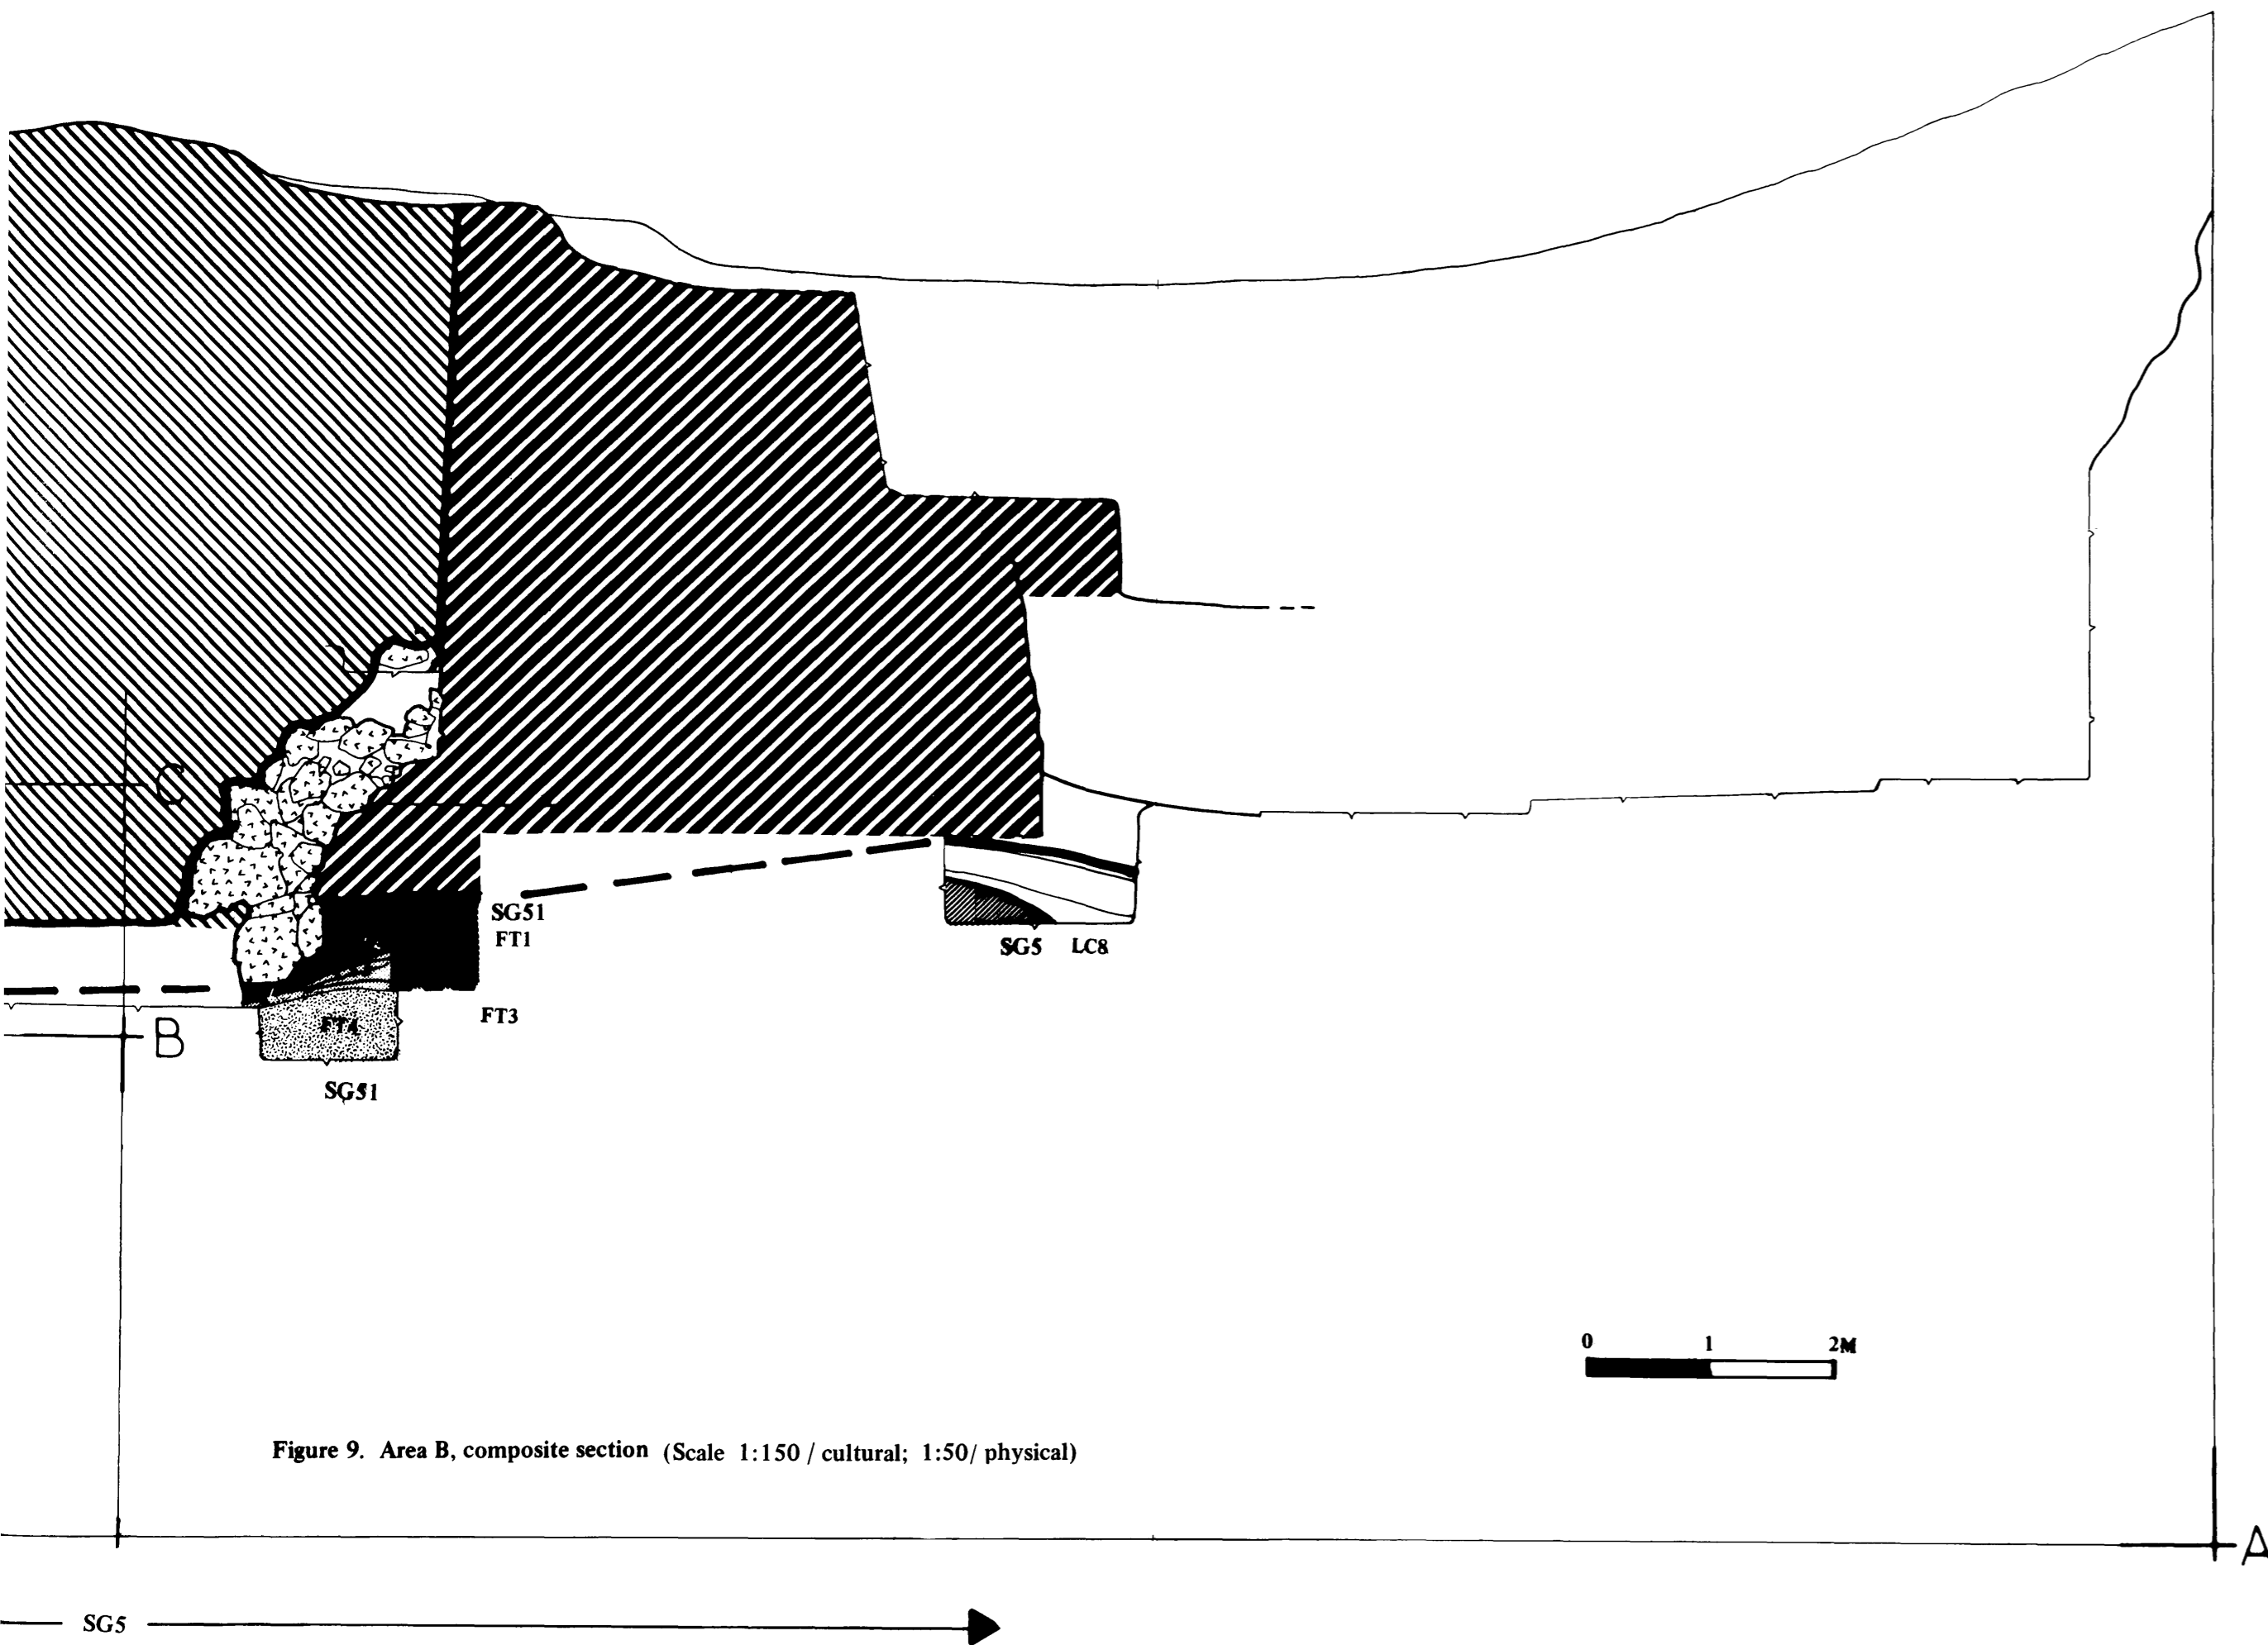 C
SG51
FT1
SG5 LC8
FT3
FT4
B
SG51
0 1 2M
Figure 9. Area B, composite section (Scale 1:150 / cultural; 1:50/ physical)
A
SG5